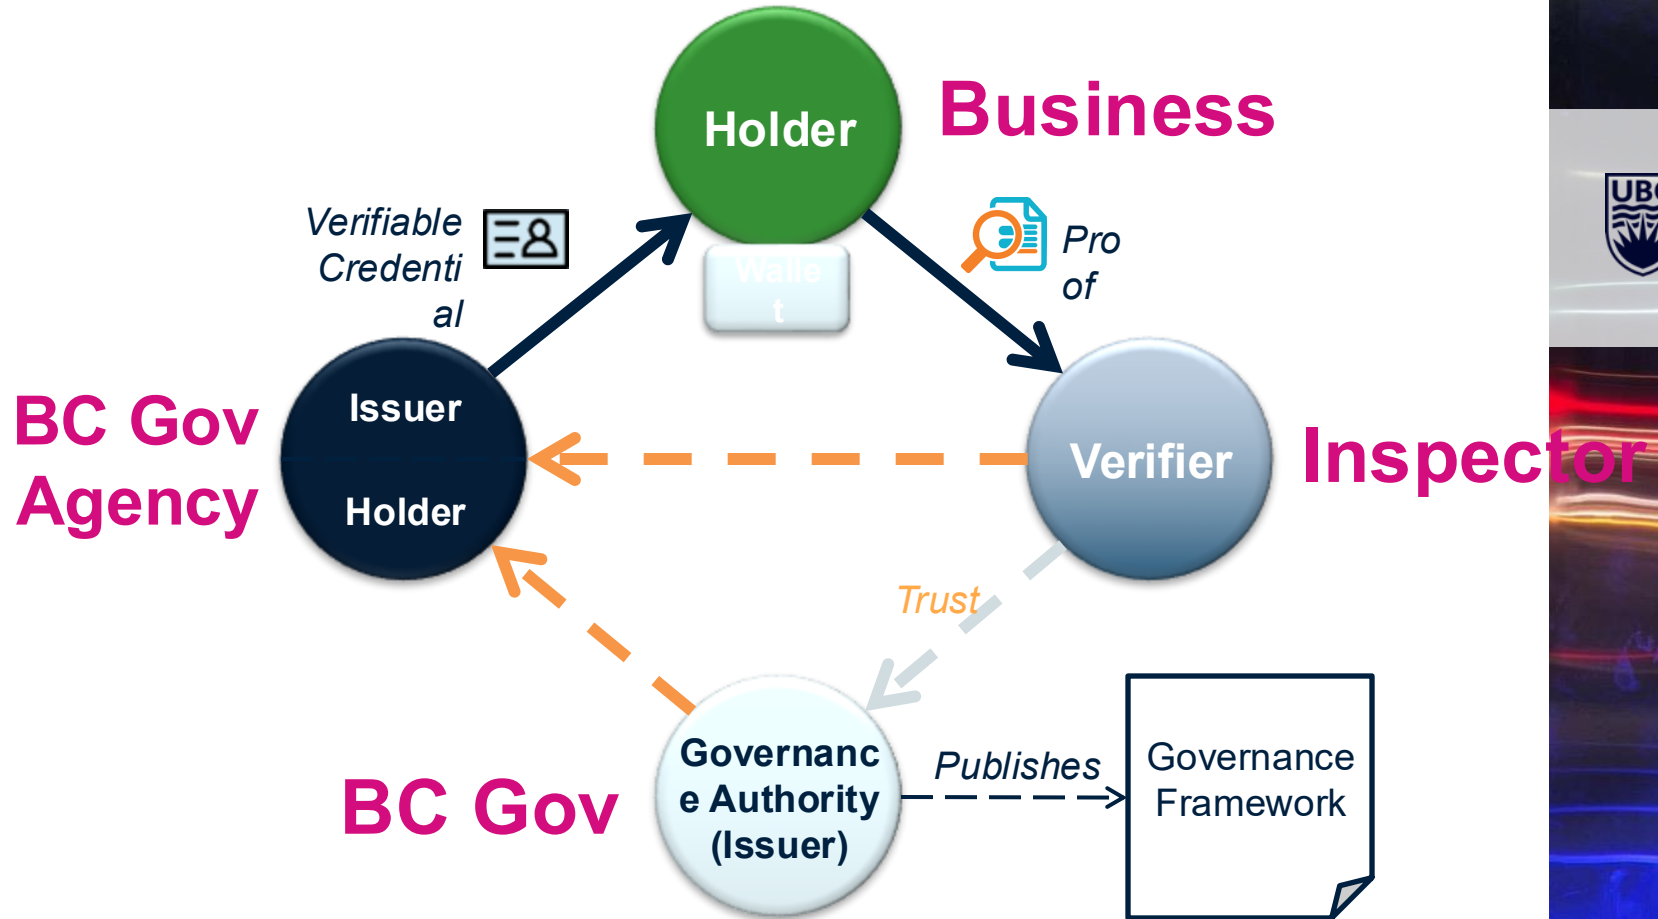 Holder
Business
Verifiable
Credenti
al
Pro
of
Walle
t
UBC
BC Gov
Agency
Issuer
Holder
Verifier
Inspector
Trust
BC Gov
Governanc
e Authority
(Issuer)
Publishes
Governance
Framework